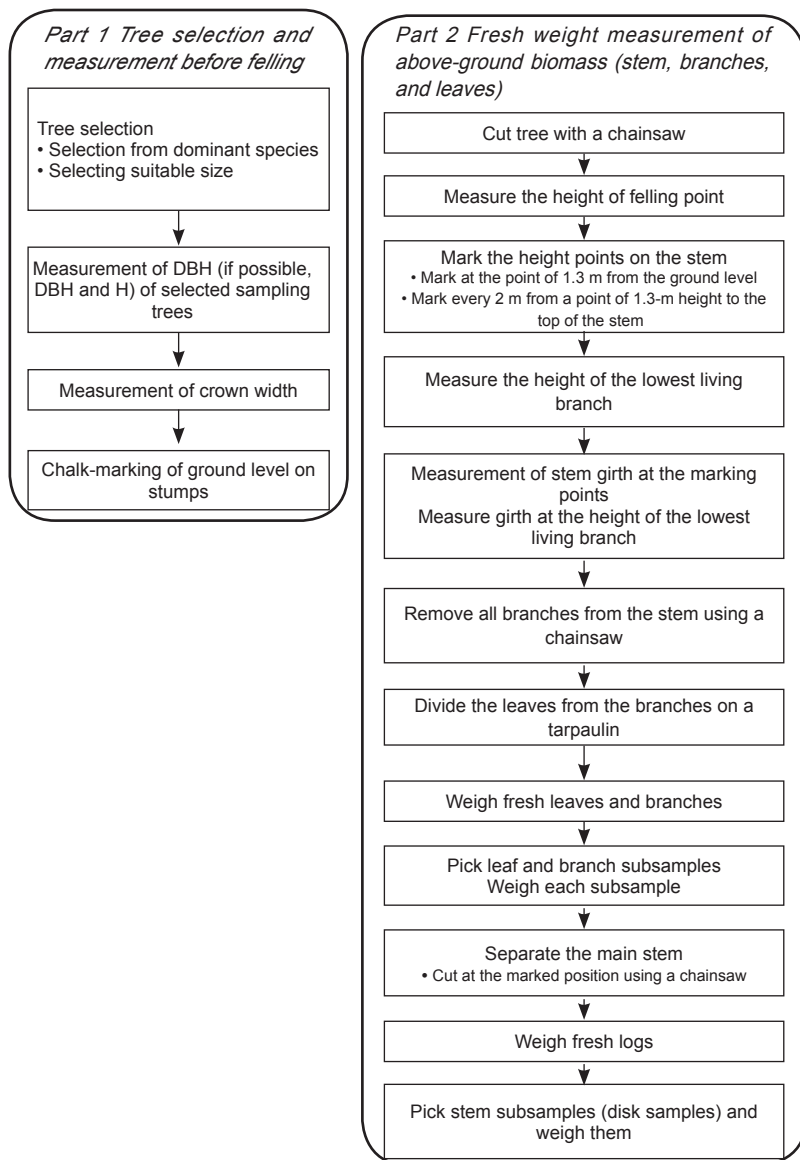 Part 1 Tree selection and
measurement before felling
Tree selection
• Selection from dominant species
• Selecting suitable size
Measurement of DBH (if possible,
DBH and H) of selected sampling
trees
Measurement of crown width
Chalk-marking of ground level on
stumps
Part 2 Fresh weight measurement of
above-ground biomass (stem, branches,
and leaves)
Cut tree with a chainsaw
Measure the height of felling point
Mark the height points on the stem
• Mark at the point of 1.3 m from the ground level
• Mark every 2 m from a point of 1.3-m height to the
top of the stem
Measure the height of the lowest living
branch
Measurement of stem girth at the marking
points
Measure girth at the height of the lowest
living branch
Remove all branches from the stem using a
chainsaw
Divide the leaves from the branches on a
tarpaulin
Weigh fresh leaves and branches
Pick leaf and branch subsamples
Weigh each subsample
Separate the main stem
• Cut at the marked position using a chainsaw
Weigh fresh logs
Pick stem subsamples (disk samples) and
weigh them